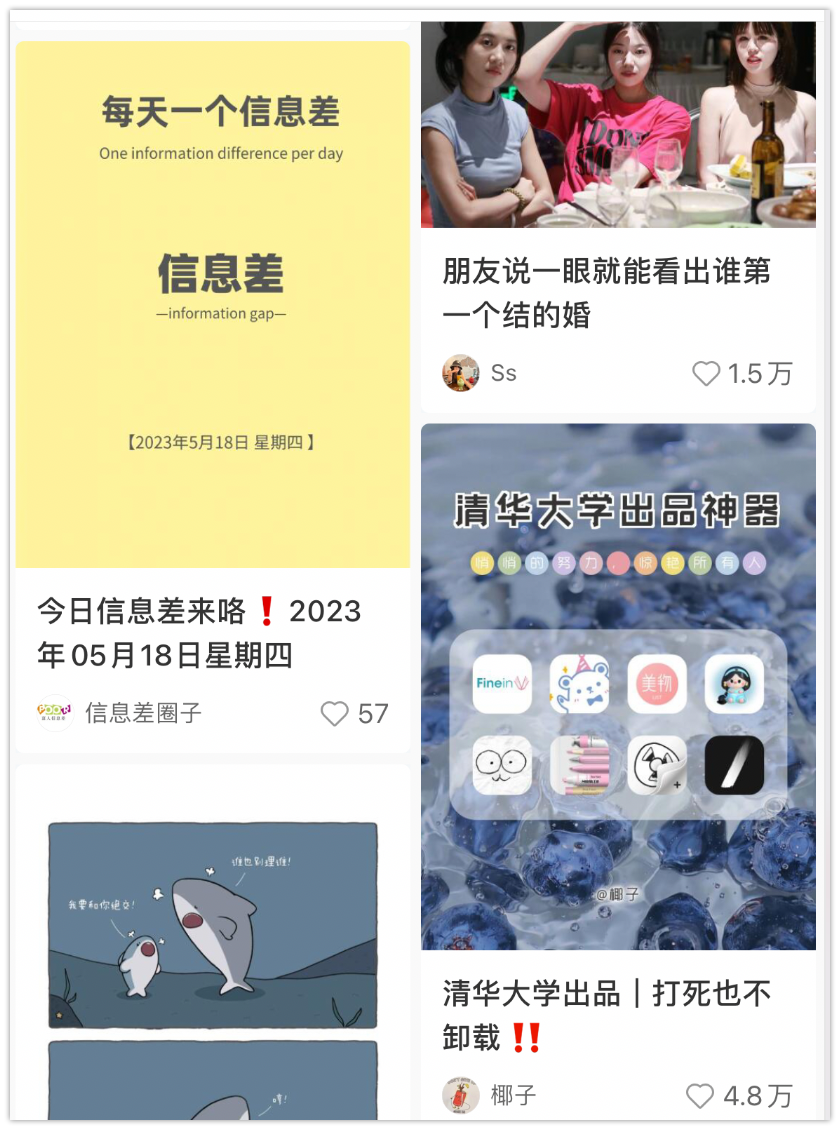 每天一个信息差
One information difference per day
信息差
—information gap—
【2023年5月18日 星期四 】
今日信息差来咯❗ 2023
年05月18日星期四
信息差圈子
57
谁也别理谁!
我要和你绝交!
哼!
I DON'T
朋友说一眼就能看出谁第
一个结的婚
Ss
1.5万
清华大学出品神器
悄悄的努力，惊艳所有人
Finein
美物
@椰子
清华大学出品｜打死也不
卸载‼️
椰子
4.8万